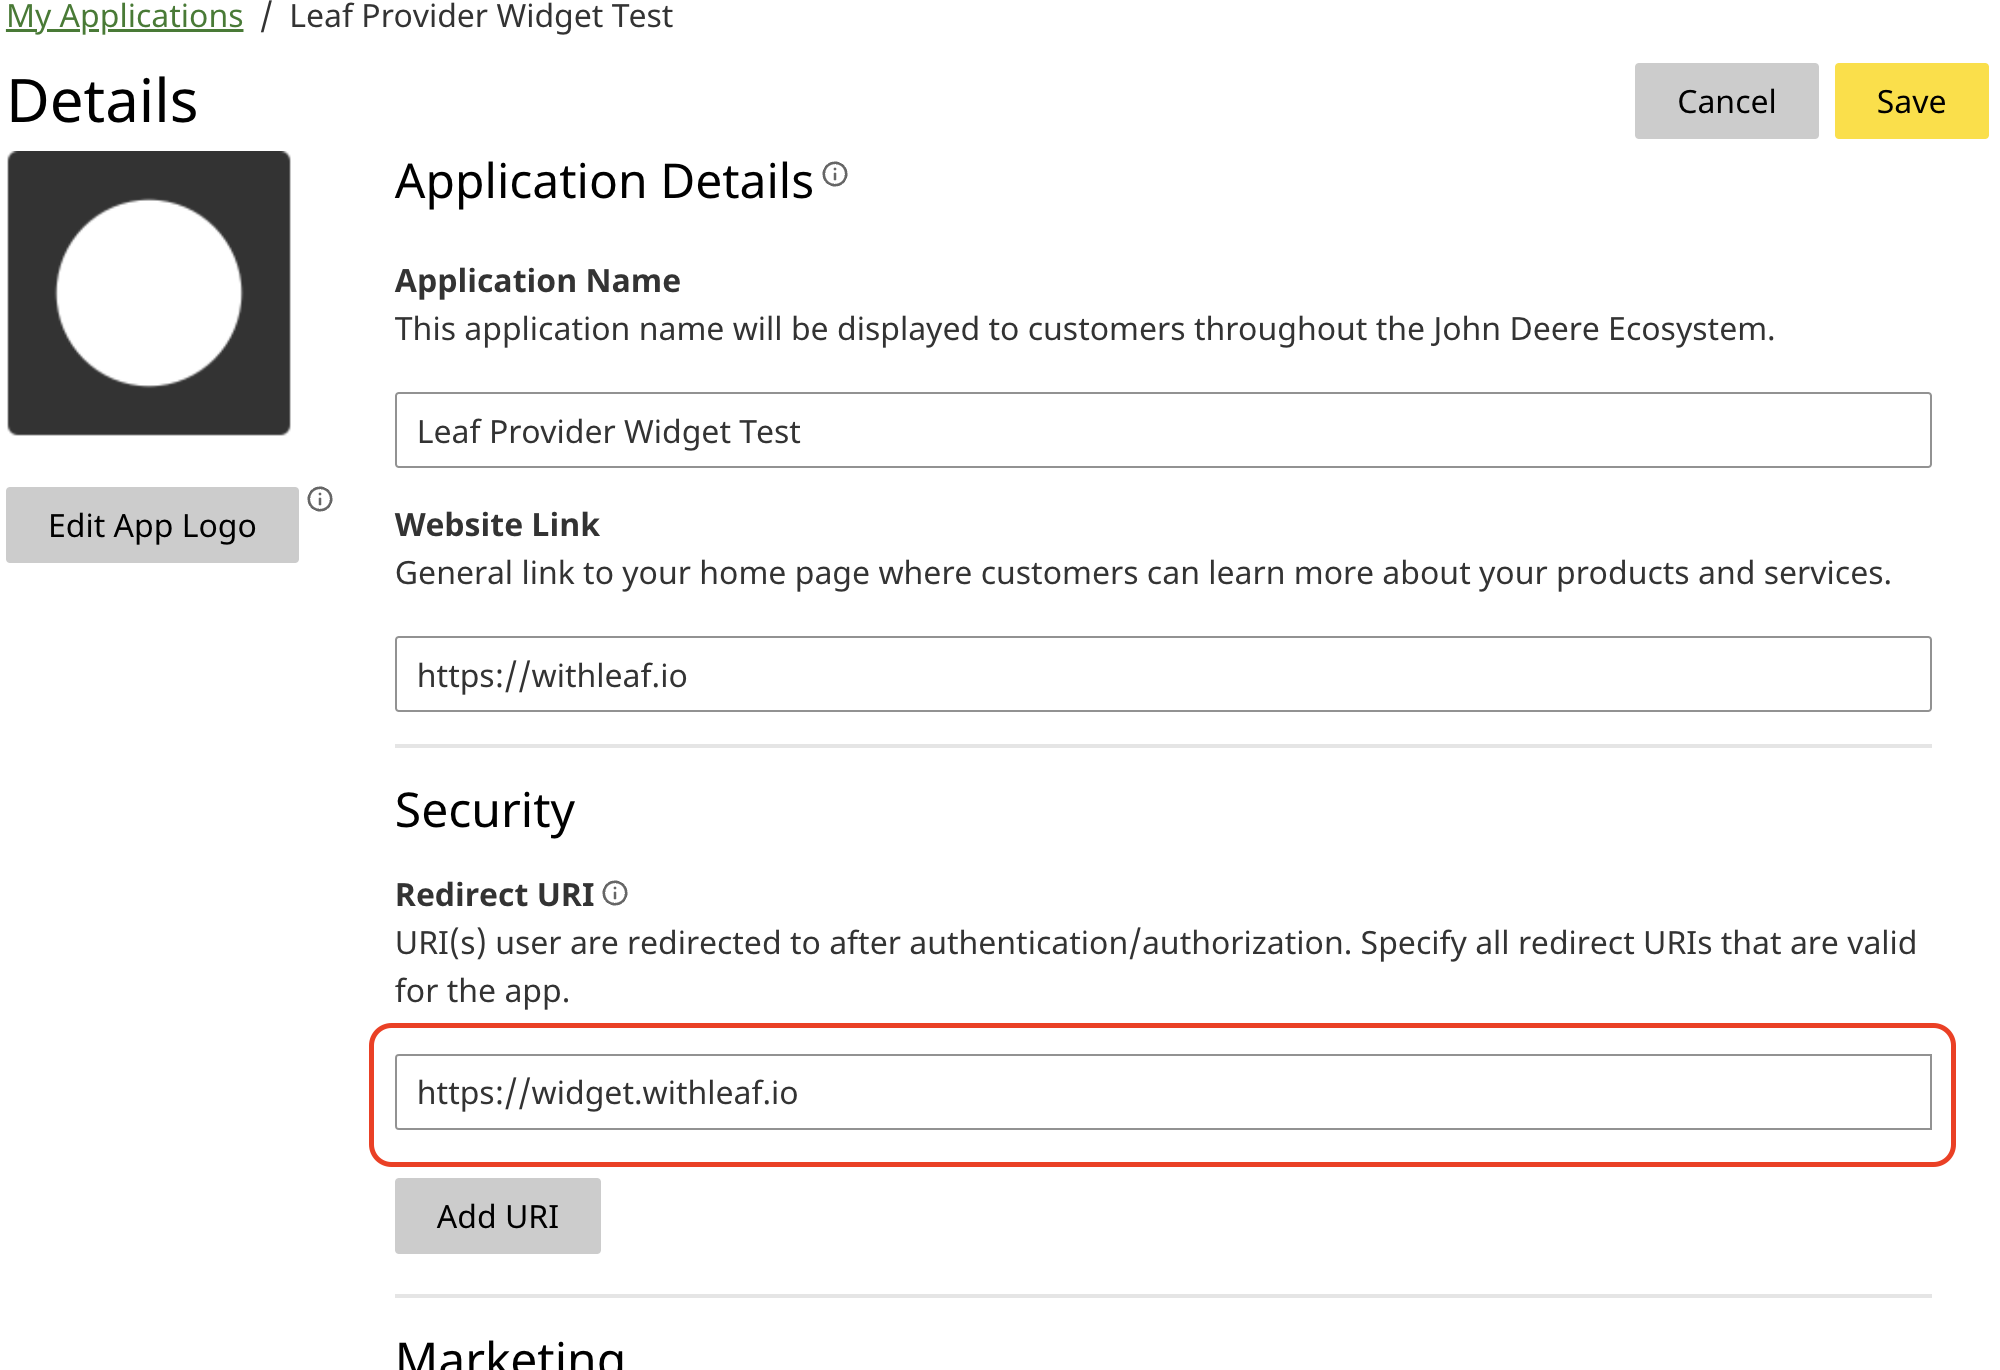 My Applications / Leaf Provider Widget Test
Details
Cancel
Save
Application Details
Application Name
This application name will be displayed to customers throughout the John Deere Ecosystem.
Leaf Provider Widget Test
Edit App Logo
Website Link
General link to your home page where customers can learn more about your products and services.
https://withleaf.io
Security
Redirect URI
URI(s) user are redirected to after authentication/authorization. Specify all redirect URIs that are valid
for the app.
https://widget.withleaf.io
Add URI
Marketing